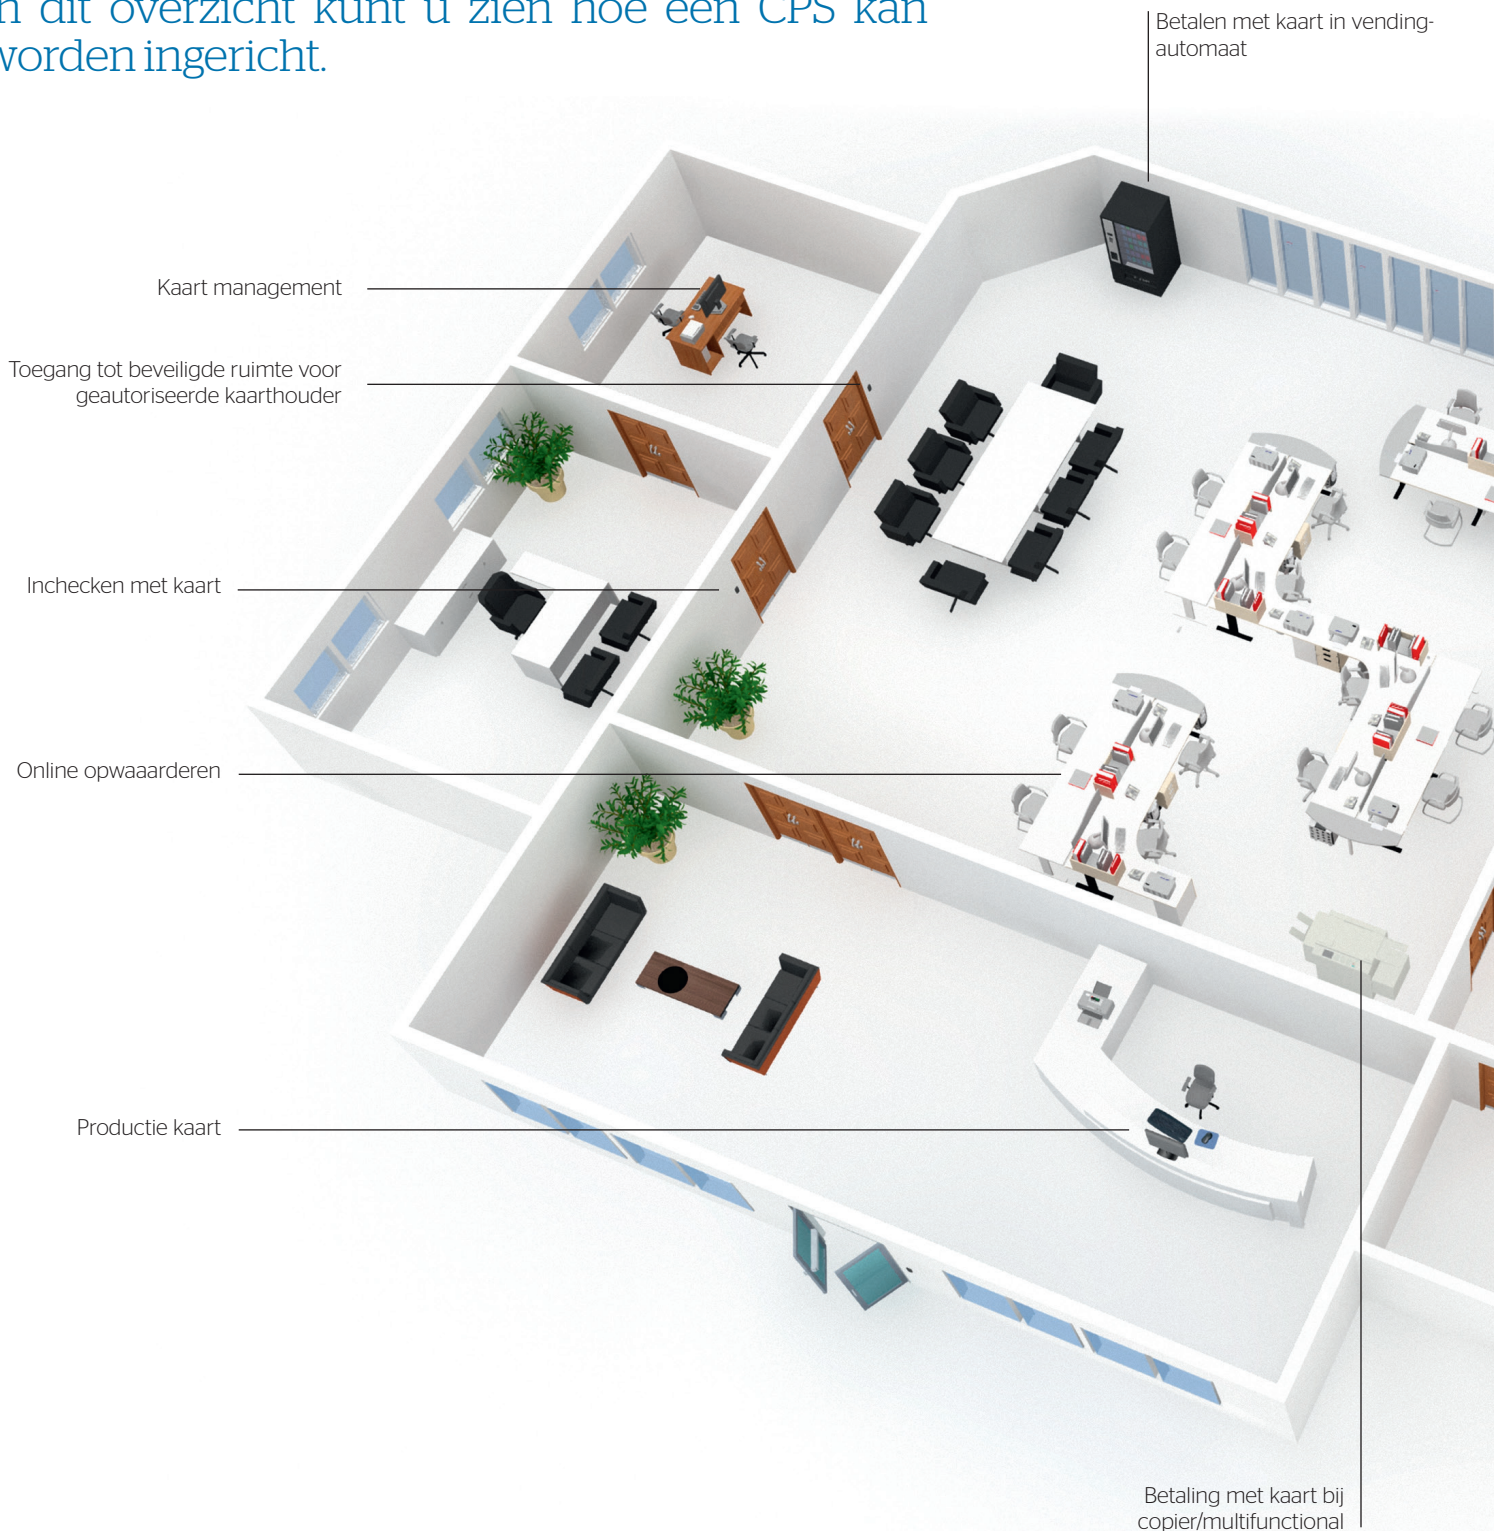 n dit overzicht kunt u zien hoe een CPS kan
worden ingericht.
Betalen met kaart in vending-
automaat
Kaart management
Toegang tot beveiligde ruimte voor
geautoriseerde kaarthouder
Inchecken met kaart
Online opwaaarderen
Productie kaart
Betaling met kaart bij
copier/multifunctional